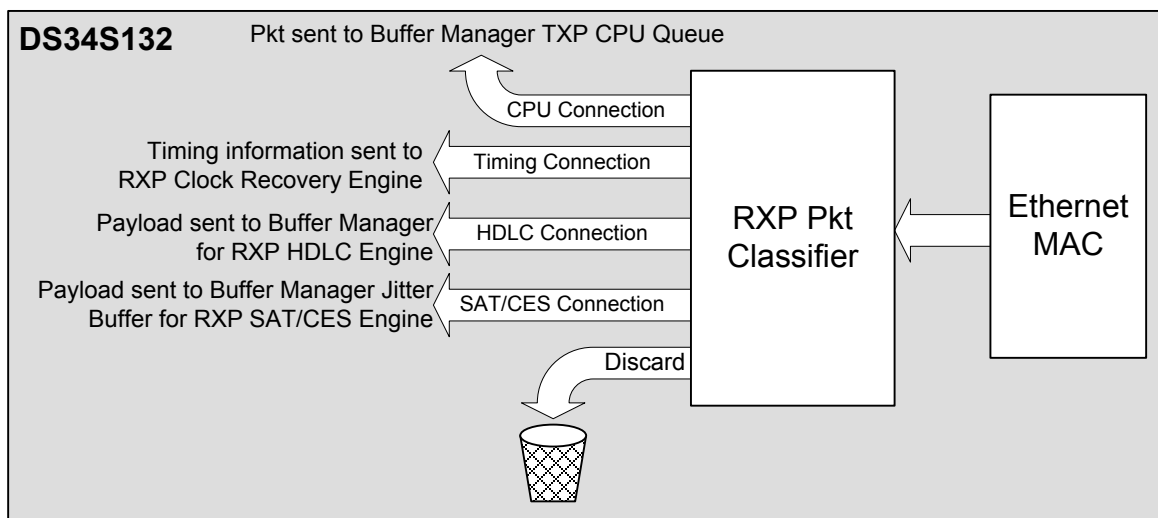 DS34S132
Pkt sent to Buffer Manager TXP CPU Queue
CPU Connection
Timing information sent to
RXP Clock Recovery Engine
Timing Connection
Payload sent to Buffer Manager
for RXP HDLC Engine
HDLC Connection
Payload sent to Buffer Manager Jitter
Buffer for RXP SAT/CES Engine
SAT/CES Connection
Discard
RXP Pkt
Classifier
Ethernet
MAC